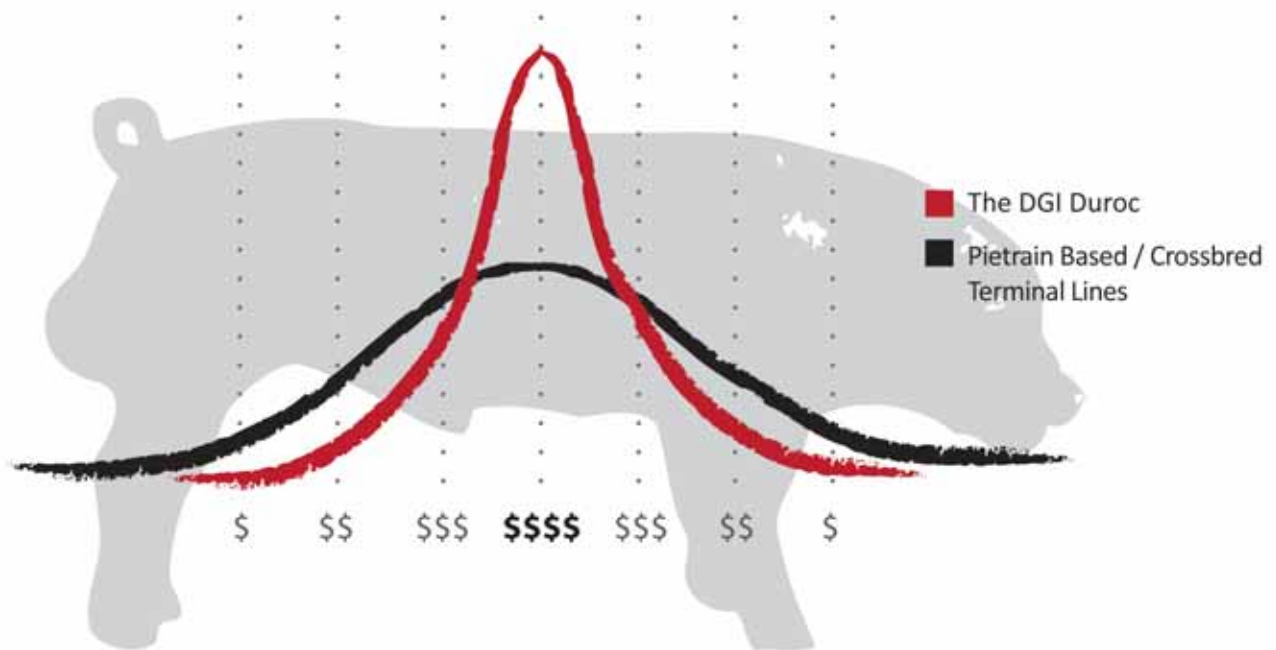 The DGI Duroc
Pietrain Based / Crossbred
Terminal Lines
$ $$ $$$ $$$$ $$$ $$ $